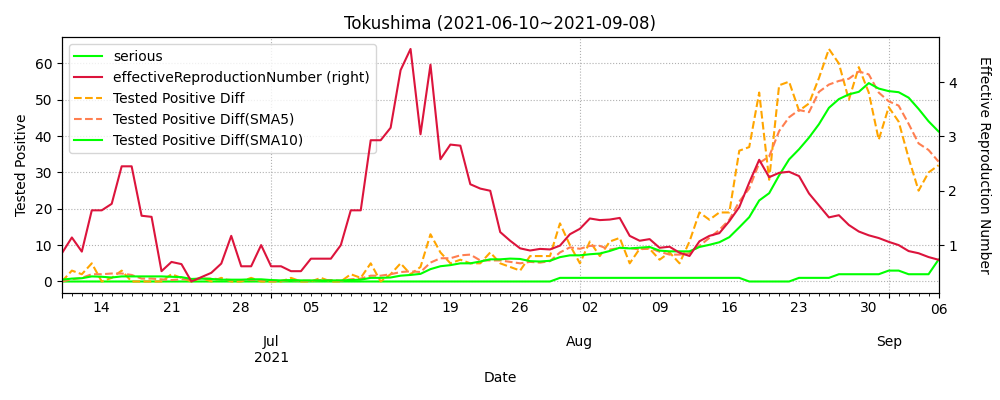 Tokushima (2021-06-10~2021-09-08)
serious
effectiveReproductionNumber (right)
Tested Positive Diff
Tested Positive Diff(SMA5)
Tested Positive Diff(SMA10)
Tested Positive
60
50
40
30
20
10
0
4
3
2
1
Effective Reproduction Number
14 21 28 05 12 19 26 02 09 16 23 30 06
Jul Aug Sep
2021
Date